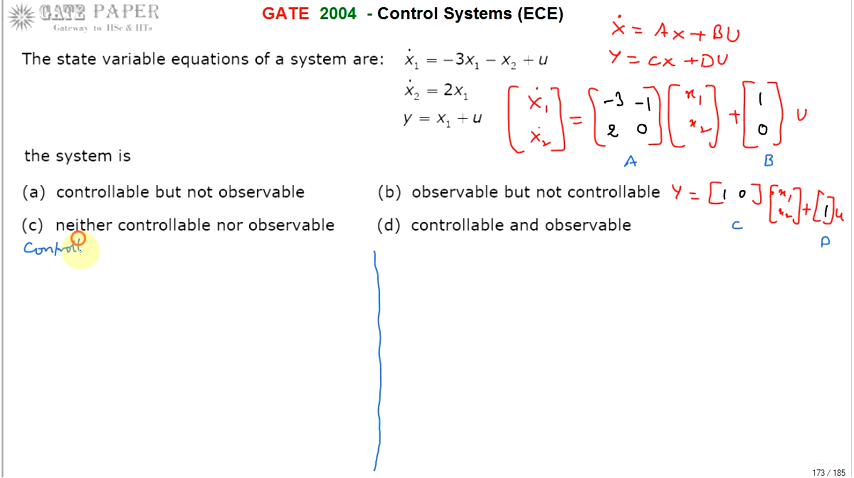 GATE PAPER
Gateway to IISc & IITs
GATE 2004 - Control Systems (ECE)
ẋ = Ax + BU
Y = Cx + DU
The state variable equations of a system are: ẋ₁ = −3x₁ − x₂ + u
ẋ₂ = 2x₁
y = x₁ + u
[ẋ₁ ẋ₂] = [-3 -1 2 0] [x₁ x₂] + [1 0] U
A B
the system is
(a) controllable but not observable (b) observable but not controllable
(c) neither controllable nor observable (d) controllable and observable
Y = [1 0] [x₁ x₂] + [1] u
C D
Controll
173 / 185